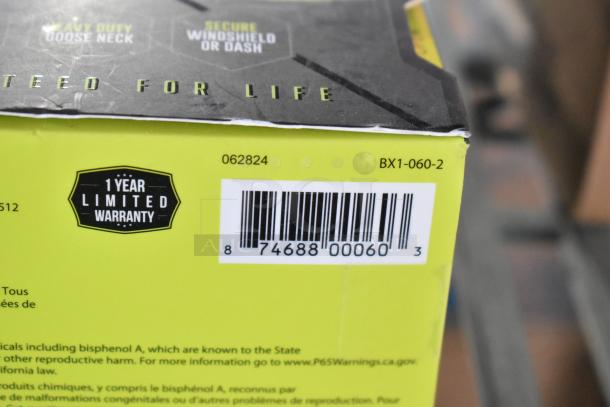 HEAVY DUTY
GOOSE NECK
SECURE
WINDSHIELD
OR DASH
TEED FOR LIFE
062824
BX1-060-2
1 YEAR
LIMITED
WARRANTY
512
8 74688 00060 3
Tous
ées de
icals including bisphenol A, which are known to the State
other reproductive harm. For more information go to www.P65Warnings.ca.gov.
ifornia law.
roduits chimiques, y compris le bisphénol A, reconnus par
e de malformations congénitales ou d'autres problèmes de reproduction. Pour